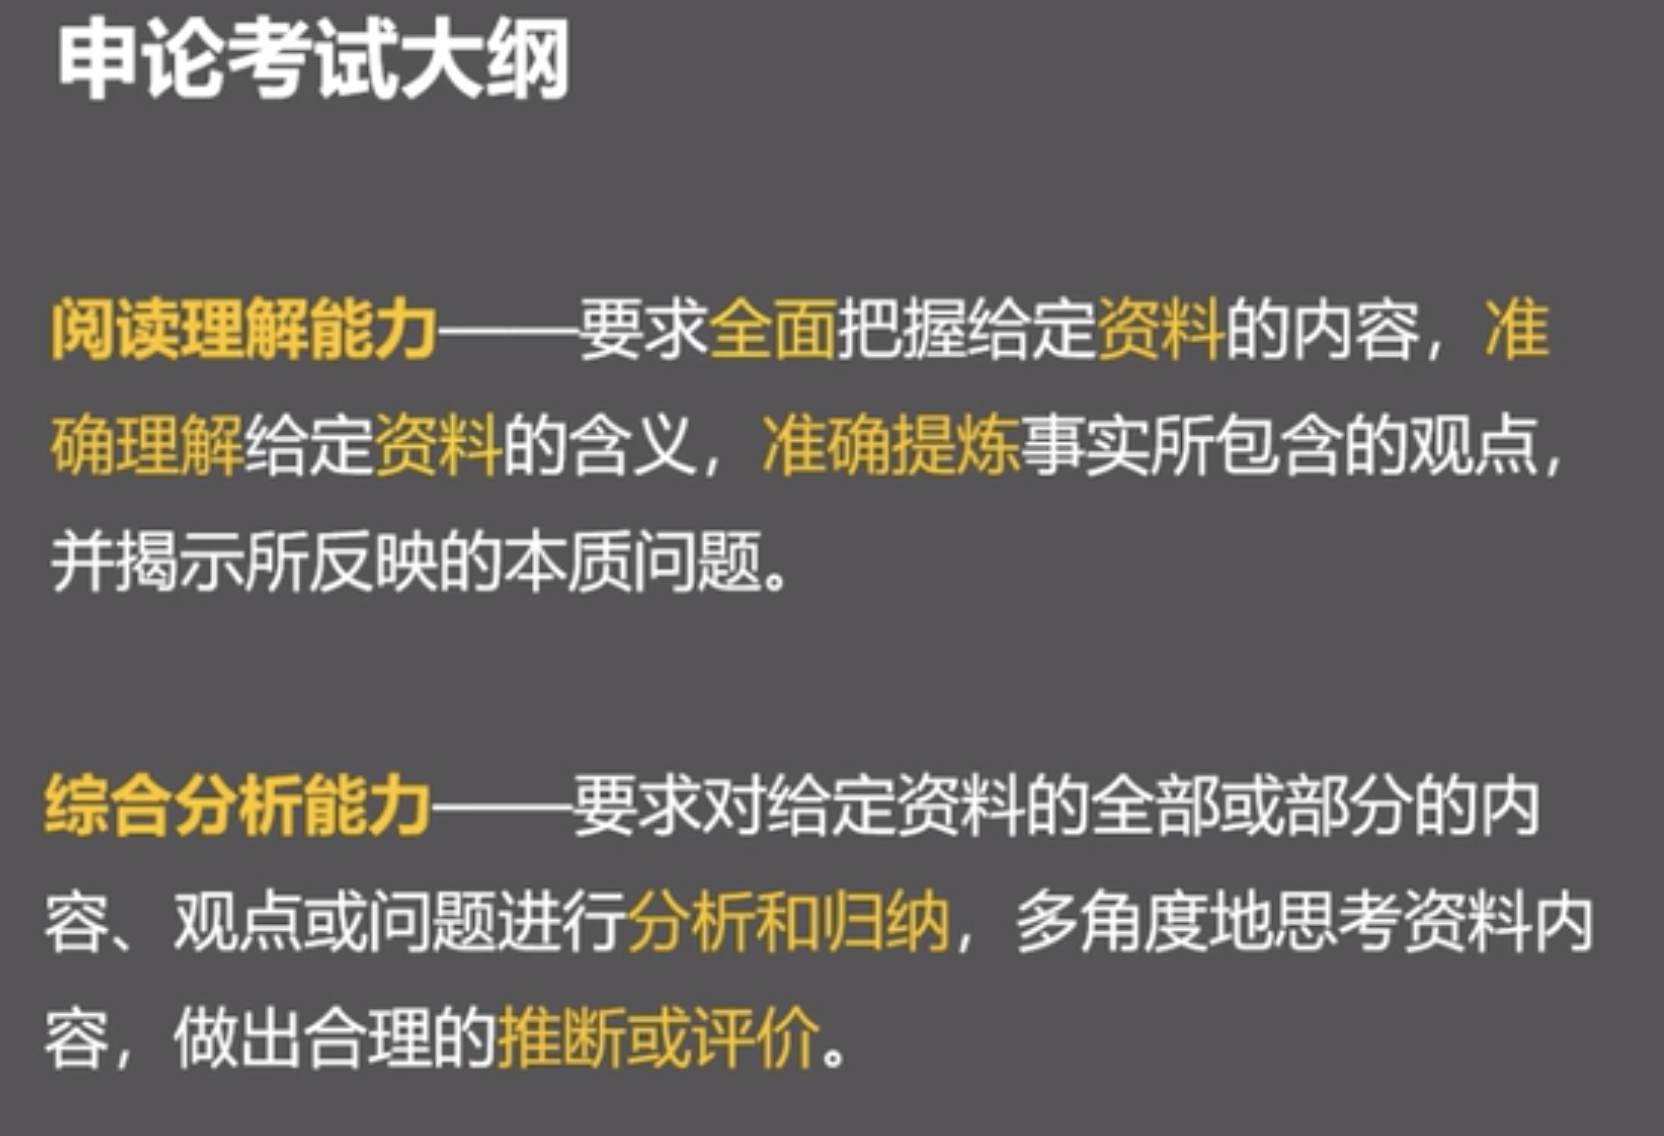 申论考试大纲
阅读理解能力——要求全面把握给定资料的内容，准
确理解给定资料的含义，准确提炼事实所包含的观点，
并揭示所反映的本质问题。
综合分析能力——要求对给定资料的全部或部分的内
容、观点或问题进行分析和归纳，多角度地思考资料内
容，做出合理的推断或评价。